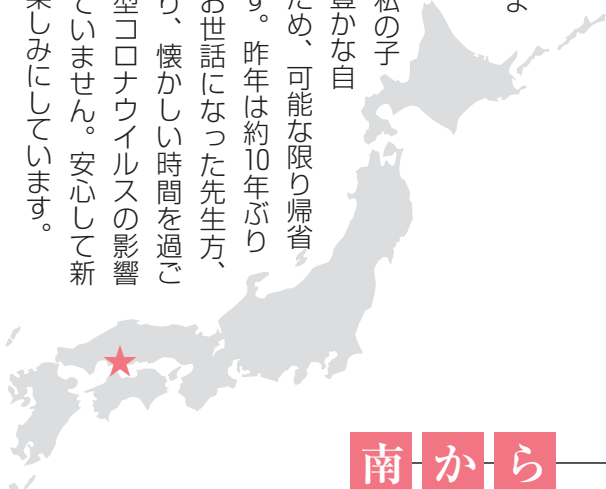 よ
私の子
豊かな自
ため、可能な限り帰省
す。昨年は約10年ぶり
お世話になった先生方、
り、懐かしい時間を過ご
型コロナウイルスの影響
ていません。安心して新
楽しみにしています。
南から